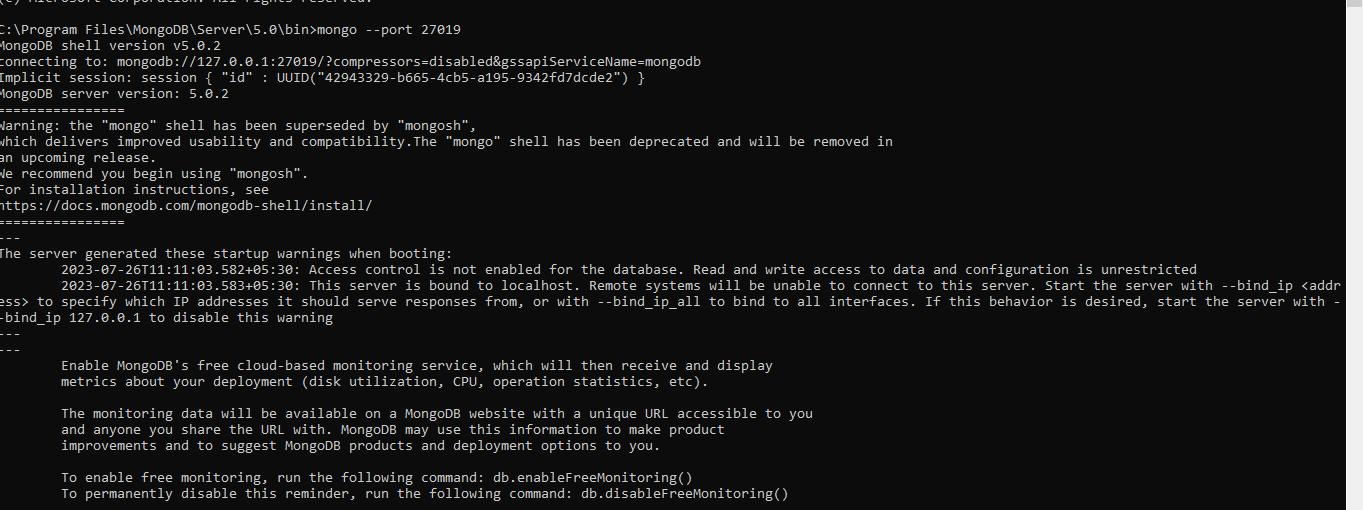 (c) Microsoft Corporation. All rights reserved.
C:\Program Files\MongoDB\Server\5.0\bin>mongo --port 27019
MongoDB shell version v5.0.2
connecting to: mongodb://127.0.0.1:27019/?compressors=disabled&gssapiServiceName=mongodb
Implicit session: session { "id" : UUID("42943329-b665-4cb5-a195-9342fd7dcde2") }
MongoDB server version: 5.0.2
================
Warning: the "mongo" shell has been superseded by "mongosh",
which delivers improved usability and compatibility.The "mongo" shell has been deprecated and will be removed in
an upcoming release.
We recommend you begin using "mongosh".
For installation instructions, see
https://docs.mongodb.com/mongodb-shell/install/
================
---
The server generated these startup warnings when booting:
        2023-07-26T11:11:03.582+05:30: Access control is not enabled for the database. Read and write access to data and configuration is unrestricted
        2023-07-26T11:11:03.583+05:30: This server is bound to localhost. Remote systems will be unable to connect to this server. Start the server with --bind_ip <addr
ess> to specify which IP addresses it should serve responses from, or with --bind_ip_all to bind to all interfaces. If this behavior is desired, start the server with -
-bind_ip 127.0.0.1 to disable this warning
---
---
        Enable MongoDB's free cloud-based monitoring service, which will then receive and display
        metrics about your deployment (disk utilization, CPU, operation statistics, etc).

        The monitoring data will be available on a MongoDB website with a unique URL accessible to you
        and anyone you share the URL with. MongoDB may use this information to make product
        improvements and to suggest MongoDB products and deployment options to you.

        To enable free monitoring, run the following command: db.enableFreeMonitoring()
        To permanently disable this reminder, run the following command: db.disableFreeMonitoring()